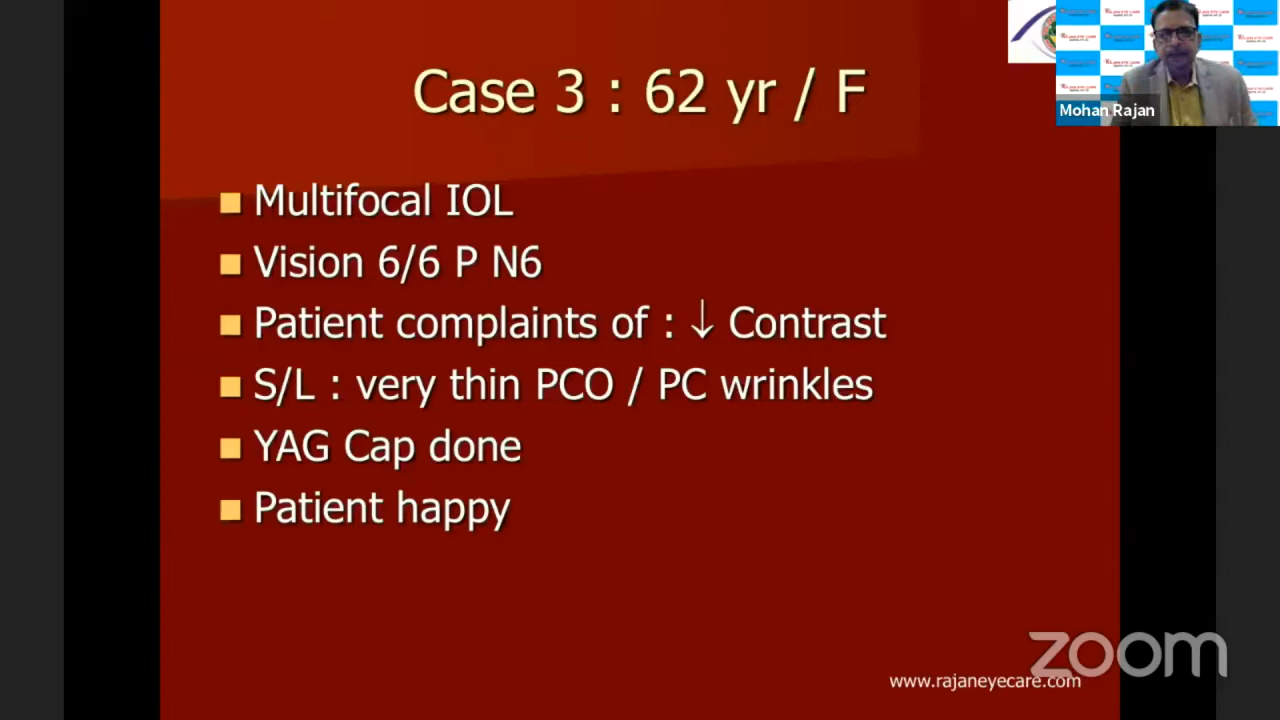 Case 3 : 62 yr / F
Multifocal IOL
Vision 6/6 P N6
Patient complaints of : ↓ Contrast
S/L : very thin PCO / PC wrinkles
YAG Cap done
Patient happy
www.rajaneyecare.com
zoom
Mohan Rajan